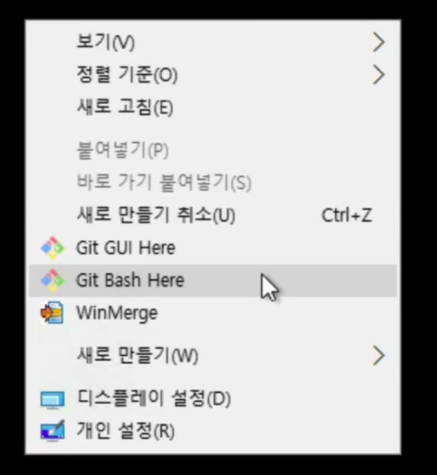 보기(V)
정렬 기준(O)
새로 고침(E)
붙여넣기(P)
바로 가기 붙여넣기(S)
새로 만들기 취소(U) Ctrl+Z
Git GUI Here
Git Bash Here
WinMerge
새로 만들기(W)
디스플레이 설정(D)
개인 설정(R)